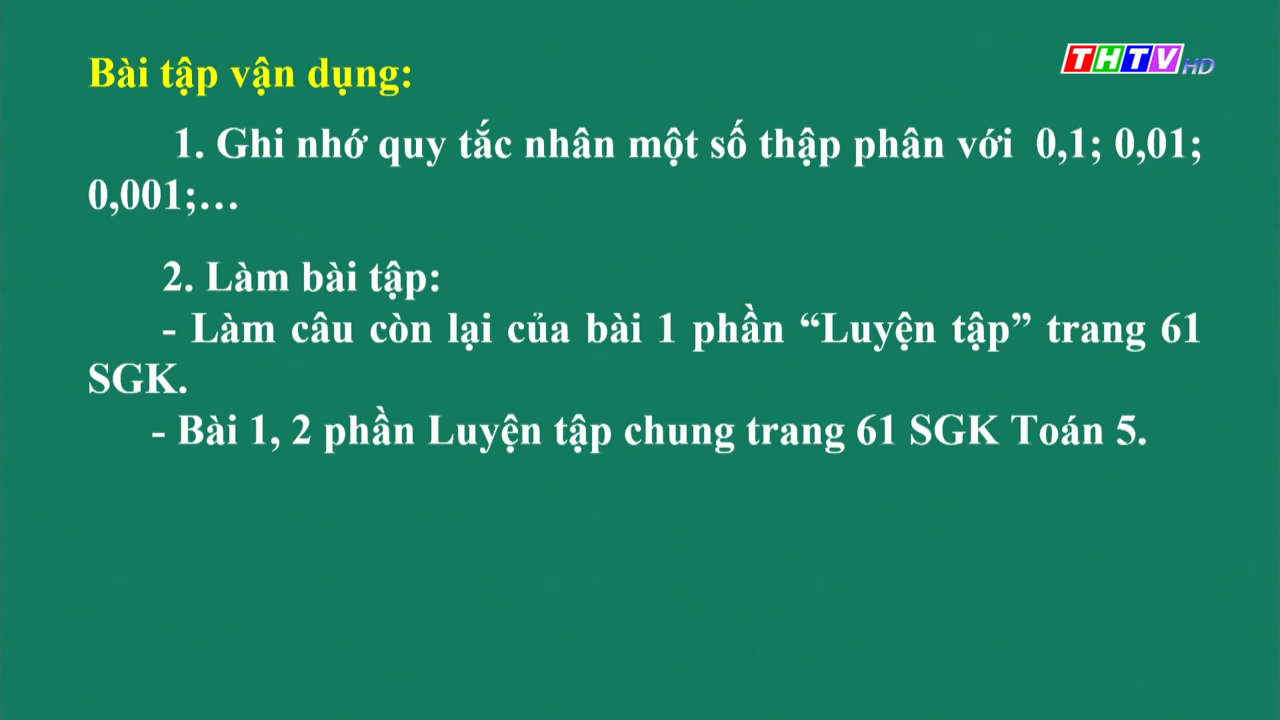 THTV HD
Bài tập vận dụng:
1. Ghi nhớ quy tắc nhân một số thập phân với 0,1; 0,01;
0,001;…
2. Làm bài tập:
- Làm câu còn lại của bài 1 phần “Luyện tập” trang 61
SGK.
- Bài 1, 2 phần Luyện tập chung trang 61 SGK Toán 5.